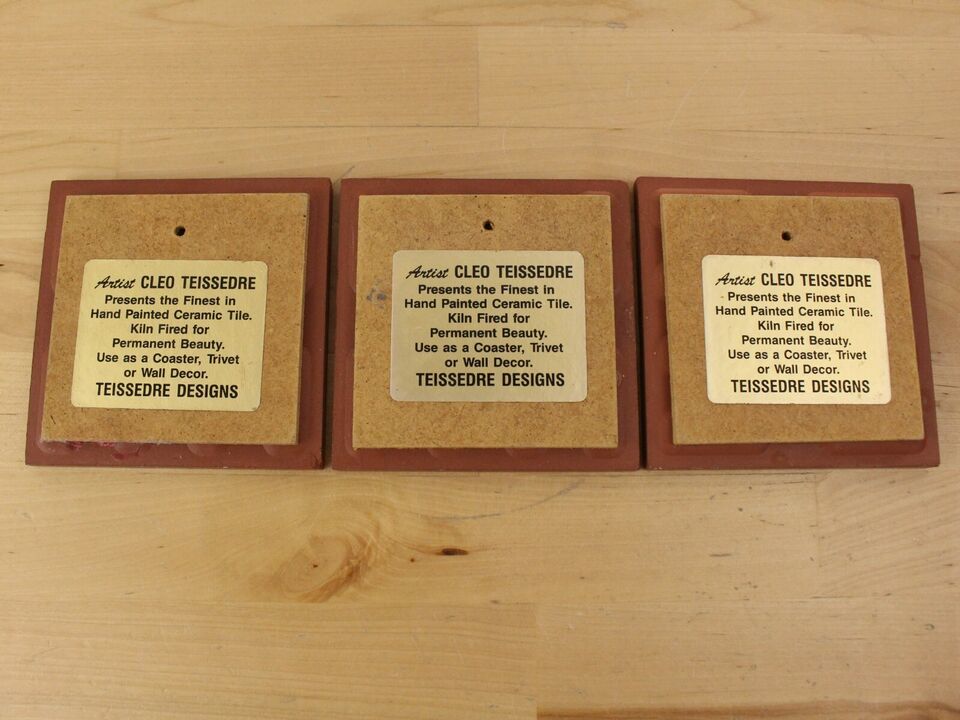 Artist CLEO TEISSEDRE
Presents the Finest in
Hand Painted Ceramic Tile.
Kiln Fired for
Permanent Beauty.
Use as a Coaster, Trivet
or Wall Decor.
TEISSEDRE DESIGNS
Artist CLEO TEISSEDRE
Presents the Finest in
Hand Painted Ceramic Tile.
Kiln Fired for
Permanent Beauty.
Use as a Coaster, Trivet
or Wall Decor.
TEISSEDRE DESIGNS
Artist CLEO TEISSEDRE
Presents the Finest in
Hand Painted Ceramic Tile.
Kiln Fired for
Permanent Beauty.
Use as a Coaster, Trivet
or Wall Decor.
TEISSEDRE DESIGNS